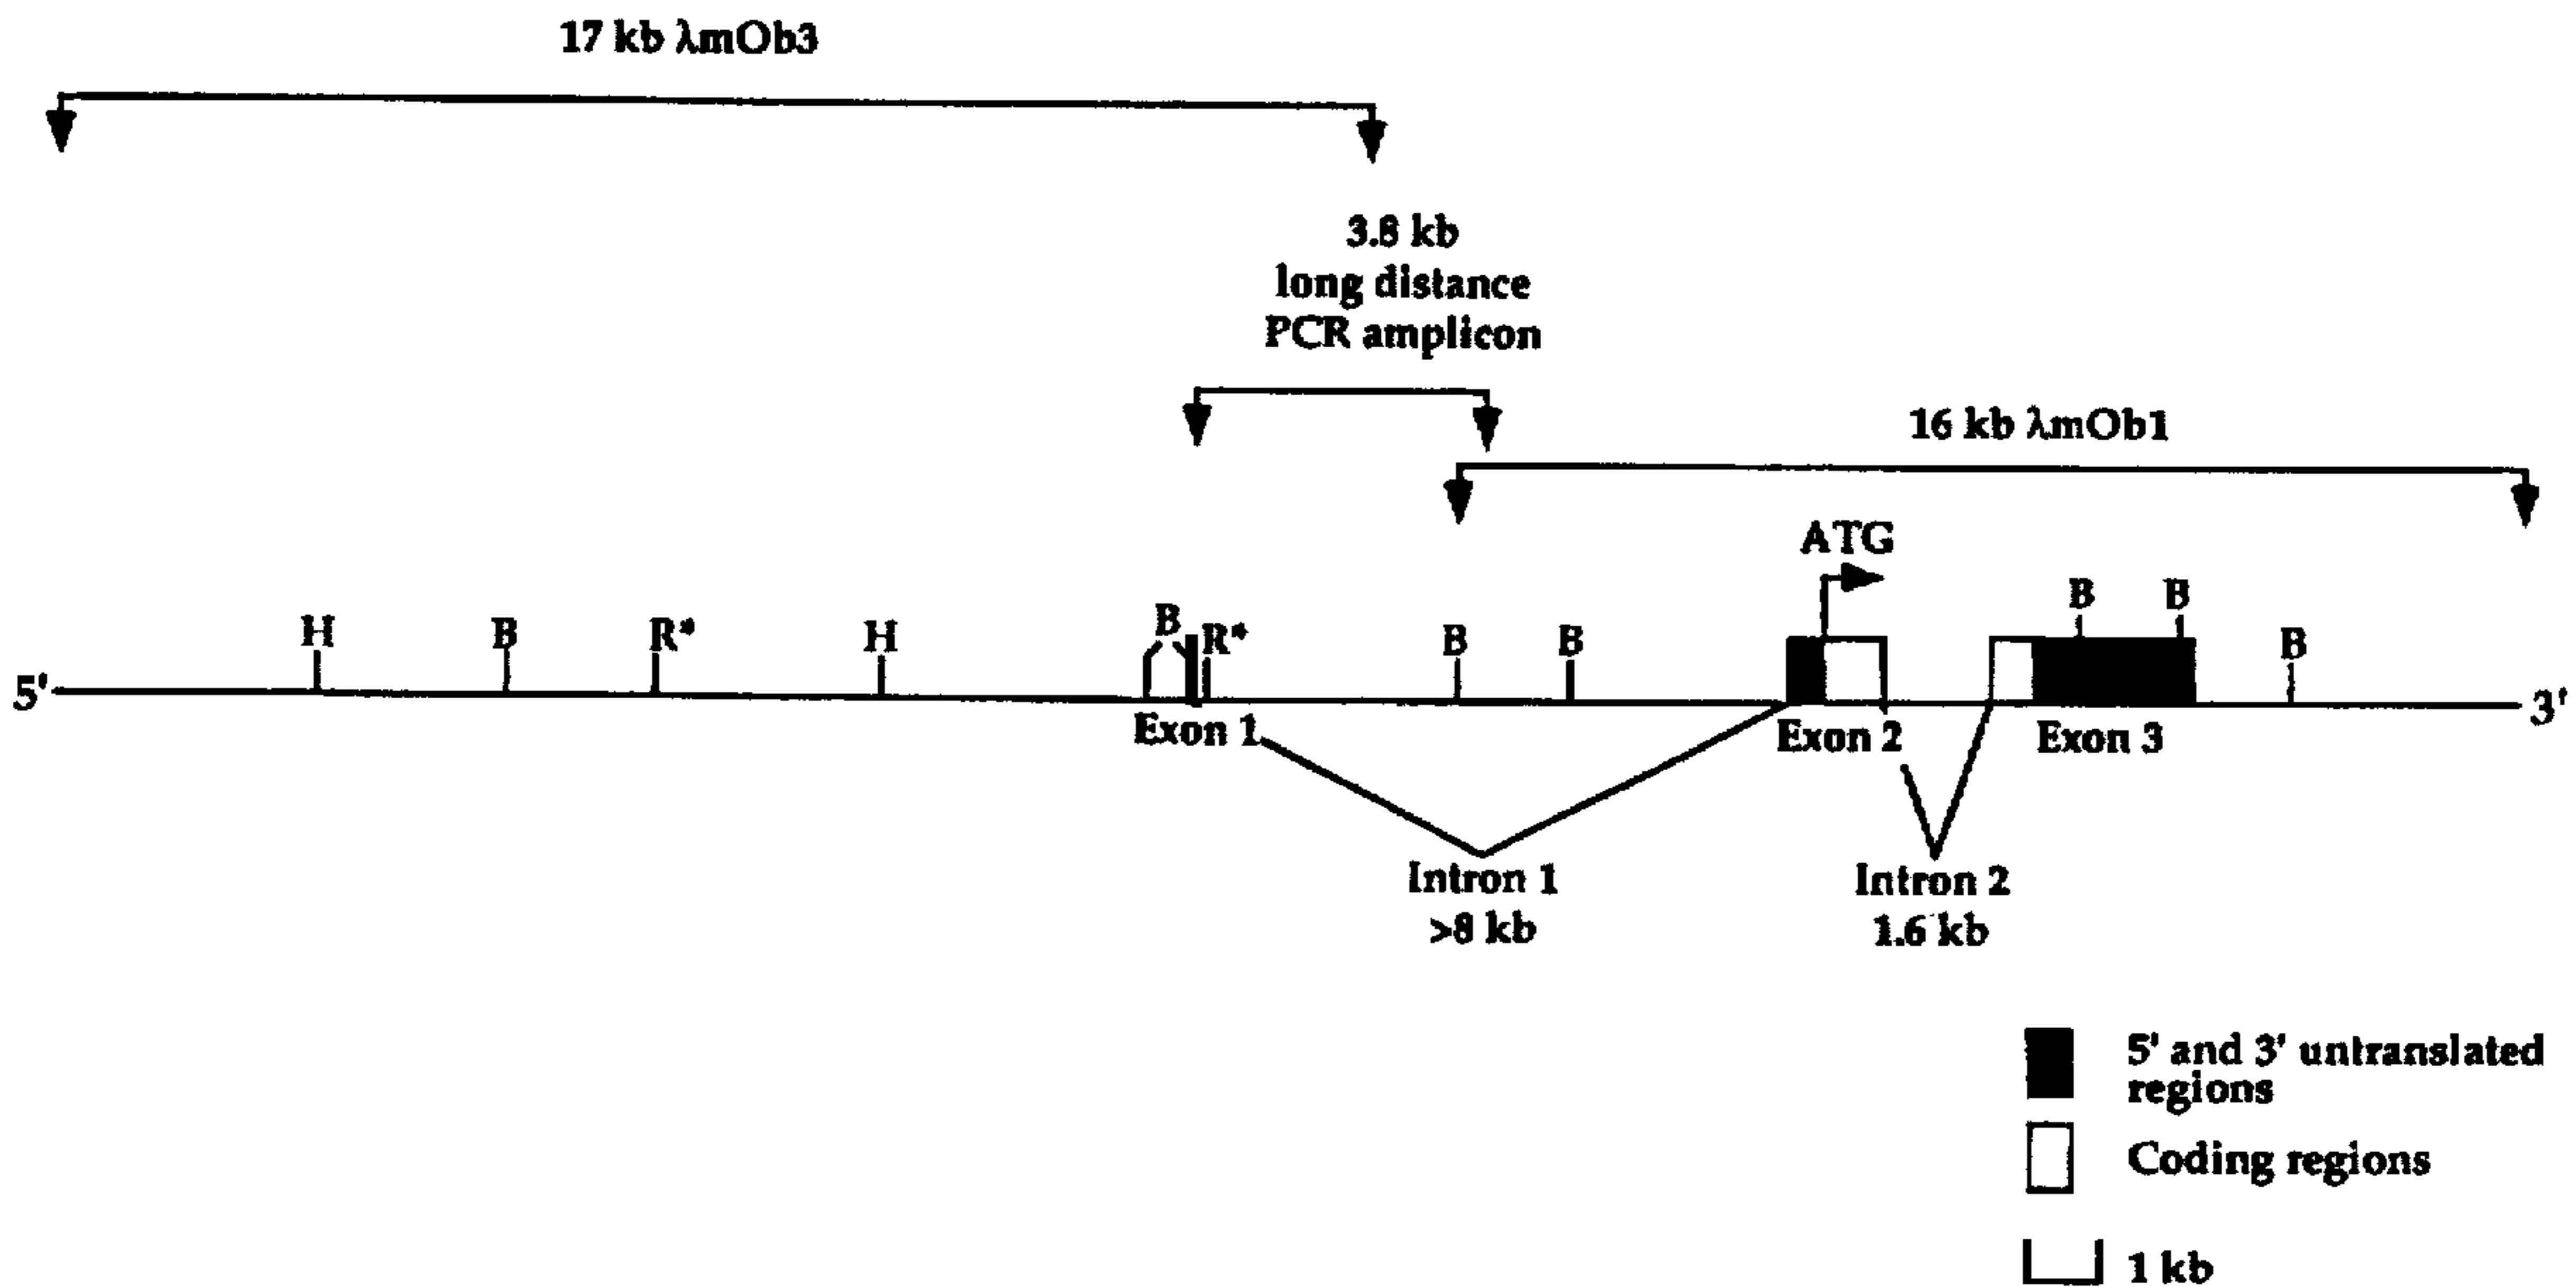 17 kb λmOb3
3.8 kb
long distance
PCR amplicon
16 kb λmOb1
ATG
H B R* H B R* B B B B B
5' 3'
Exon 1 Exon 2 Exon 3
Intron 1
>8 kb
Intron 2
1.6 kb
5' and 3' untranslated
regions
Coding regions
1 kb